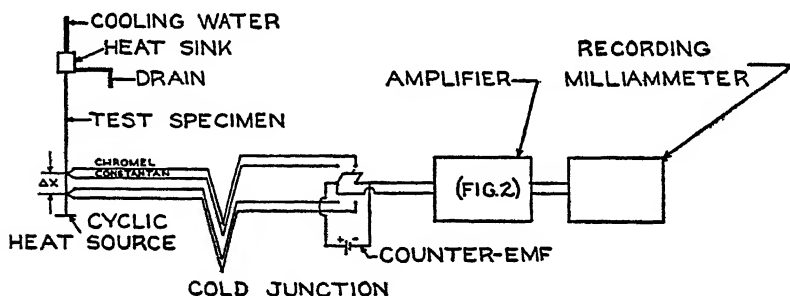 COOLING WATER
HEAT SINK
DRAIN
TEST SPECIMEN
CHROMEL
CONSTANTAN
ΔX
CYCLIC
HEAT SOURCE
COLD JUNCTION
+ -
COUNTER-EMF
AMPLIFIER
(FIG.2)
RECORDING
MILLIAMMETER